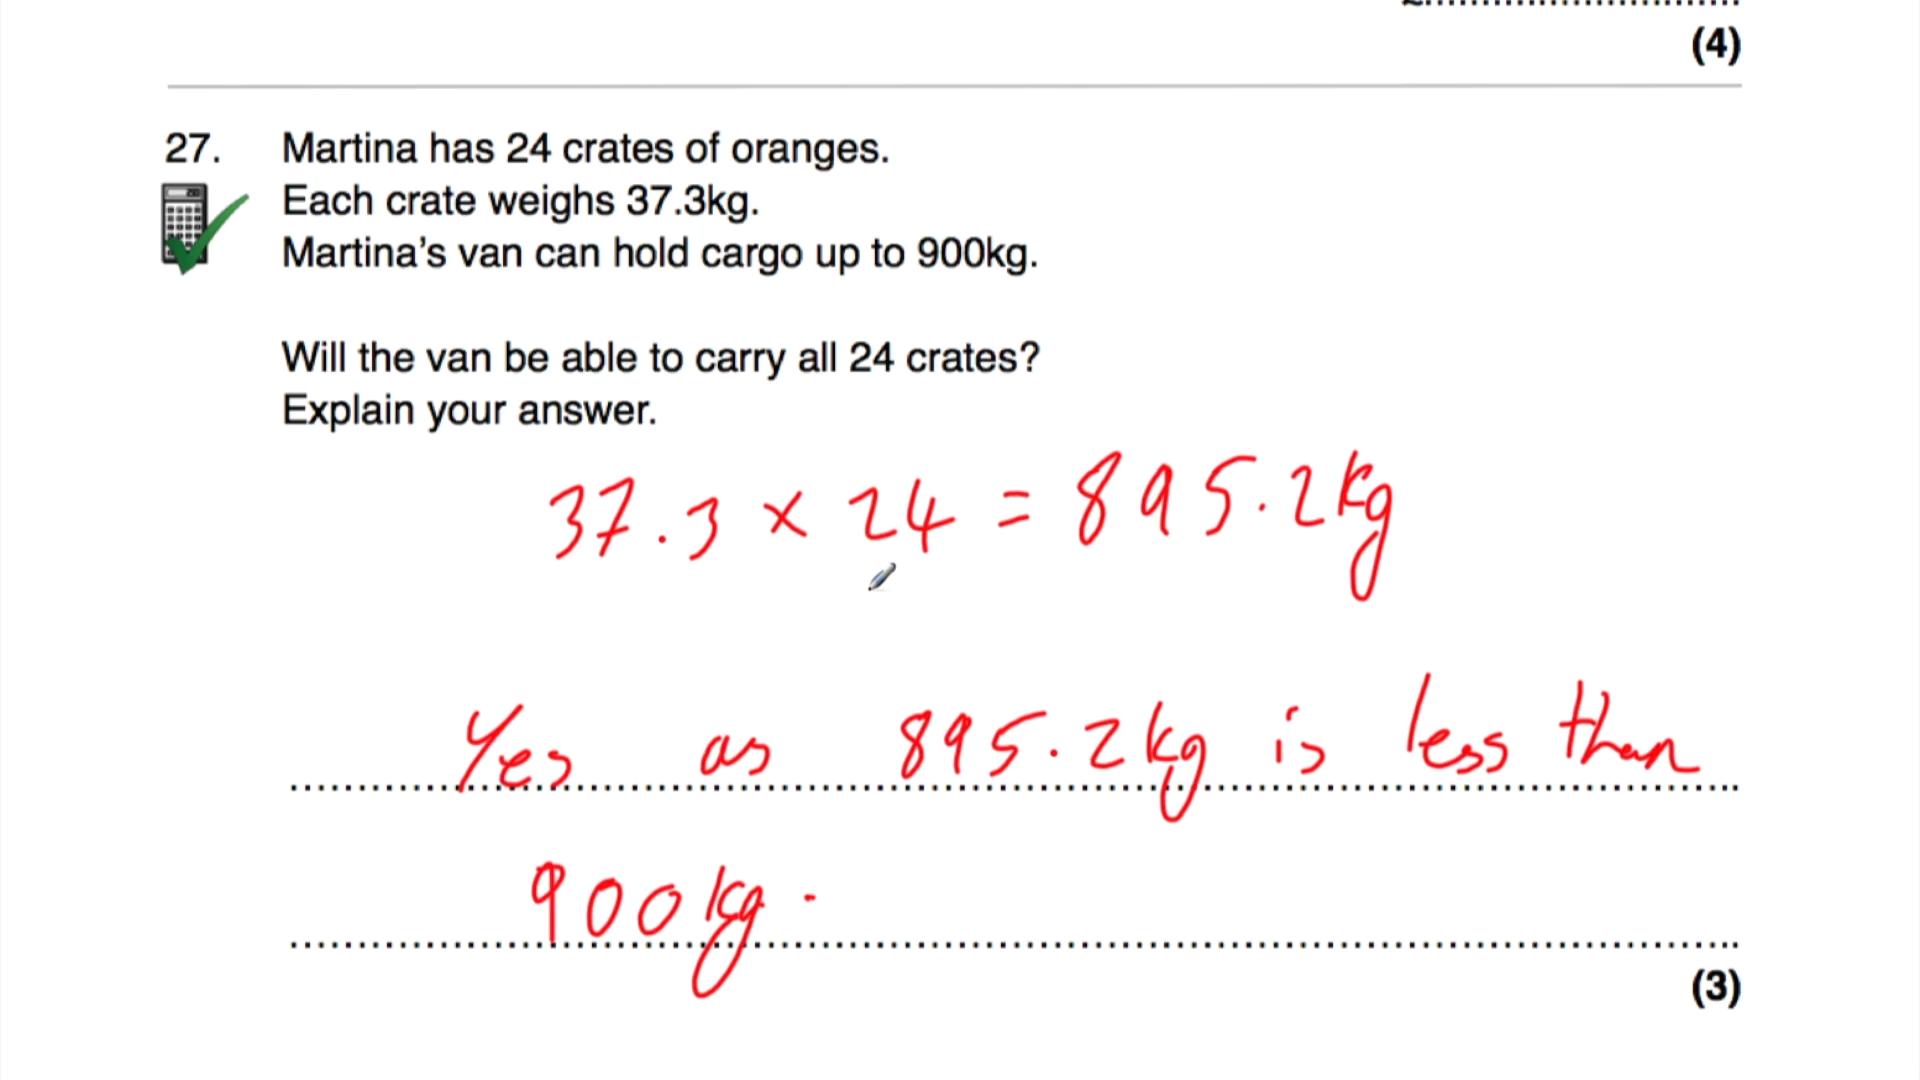 (4)
27. Martina has 24 crates of oranges.
Each crate weighs 37.3kg.
Martina's van can hold cargo up to 900kg.
Will the van be able to carry all 24 crates?
Explain your answer.
37.3 × 24 = 895.2kg
Yes as 895.2kg is less than
900kg.
(3)